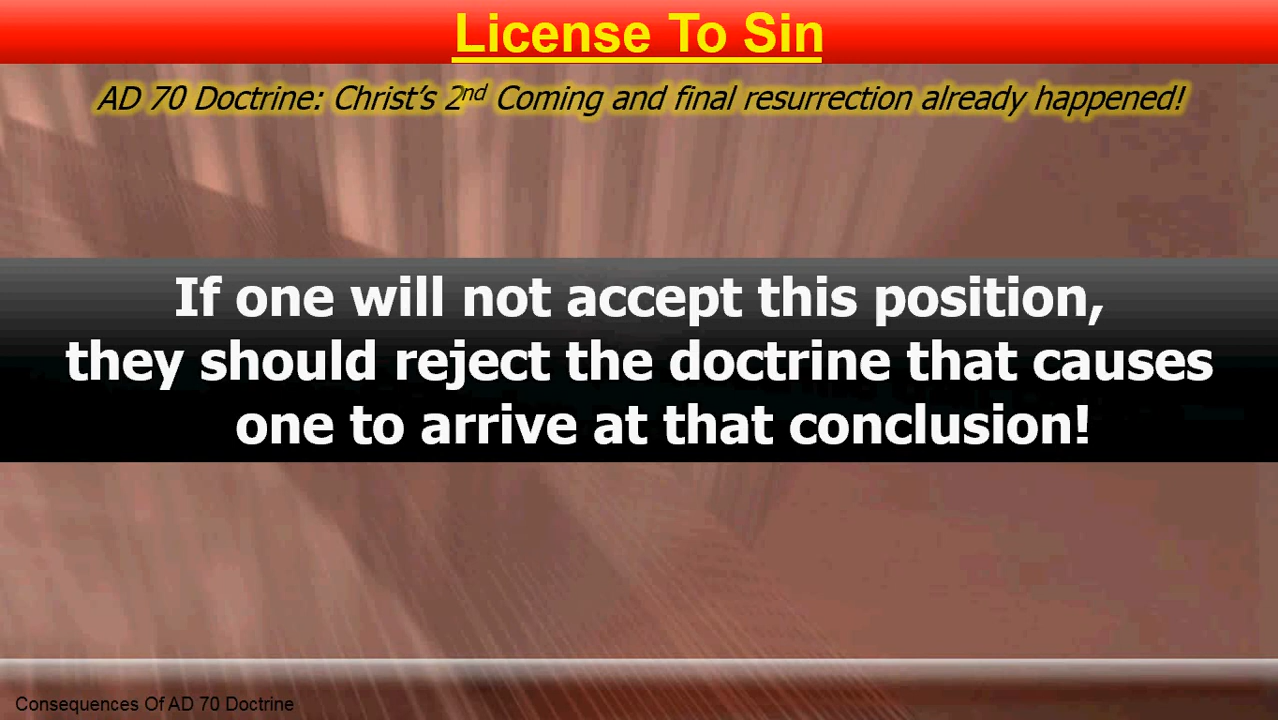 License To Sin
AD 70 Doctrine: Christ's 2nd Coming and final resurrection already happened!
If one will not accept this position,
they should reject the doctrine that causes
one to arrive at that conclusion!
Consequences Of AD 70 Doctrine